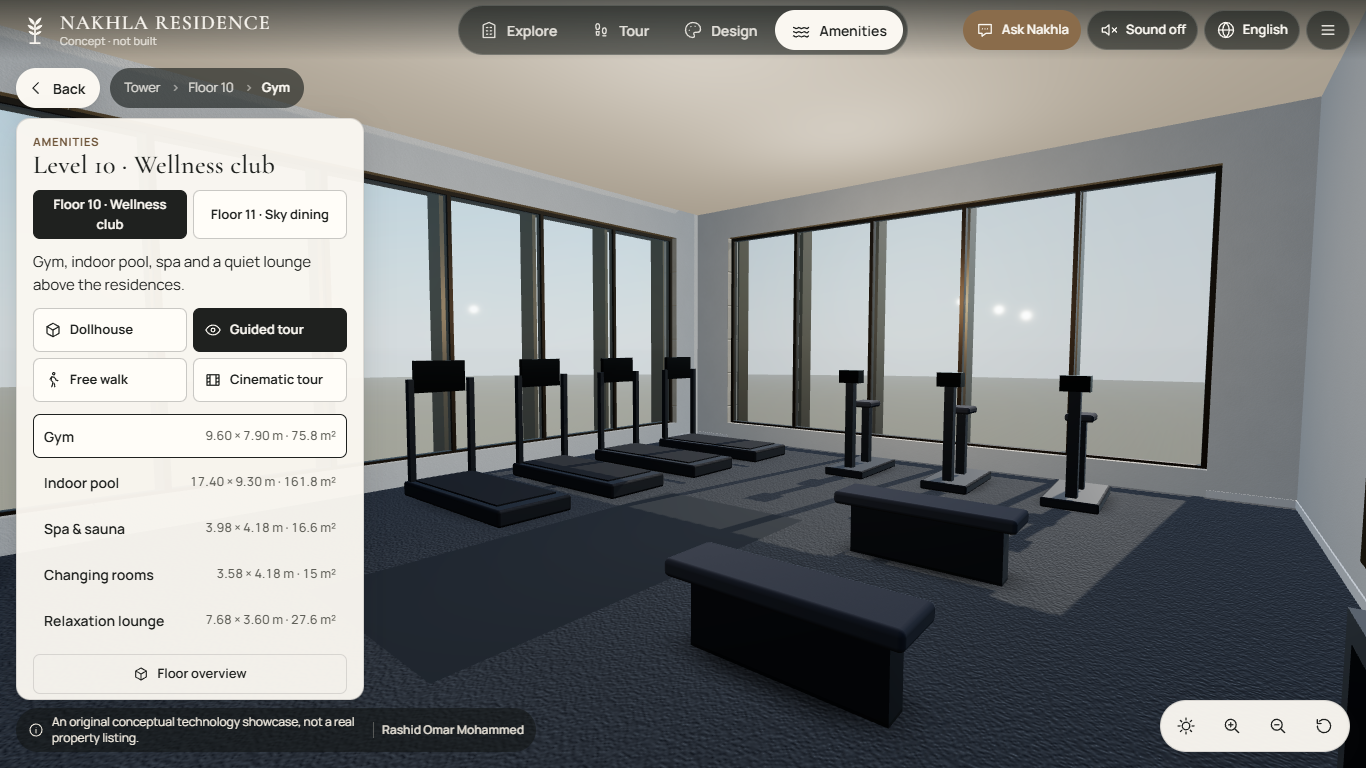 NAKHLA RESIDENCE
Concept · not built
Explore
Tour
Design
Amenities
Ask Nakhla
Sound off
English
Back
Tower › Floor 10 › Gym
AMENITIES
Level 10 · Wellness club
Floor 10 · Wellness
club
Floor 11 · Sky dining
Gym, indoor pool, spa and a quiet lounge
above the residences.
Dollhouse
Guided tour
Free walk
Cinematic tour
Gym 9.60 × 7.90 m · 75.8 m²
Indoor pool 17.40 × 9.30 m · 161.8 m²
Spa & sauna 3.98 × 4.18 m · 16.6 m²
Changing rooms 3.58 × 4.18 m · 15 m²
Relaxation lounge 7.68 × 3.60 m · 27.6 m²
Floor overview
An original conceptual technology showcase, not a real
property listing.
Rashid Omar Mohammed